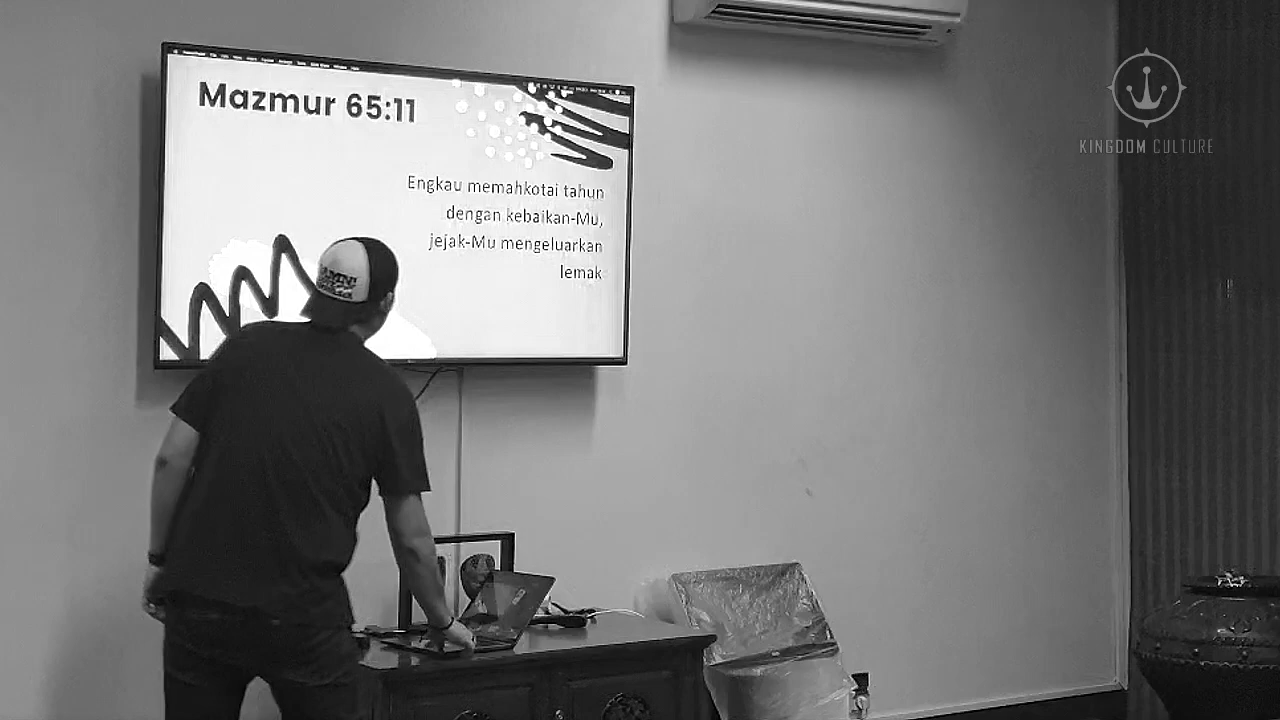 Mazmur 65:11
Engkau memahkotai tahun
dengan kebaikan-Mu,
jejak-Mu mengeluarkan
lemak
KINGDOM CULTURE